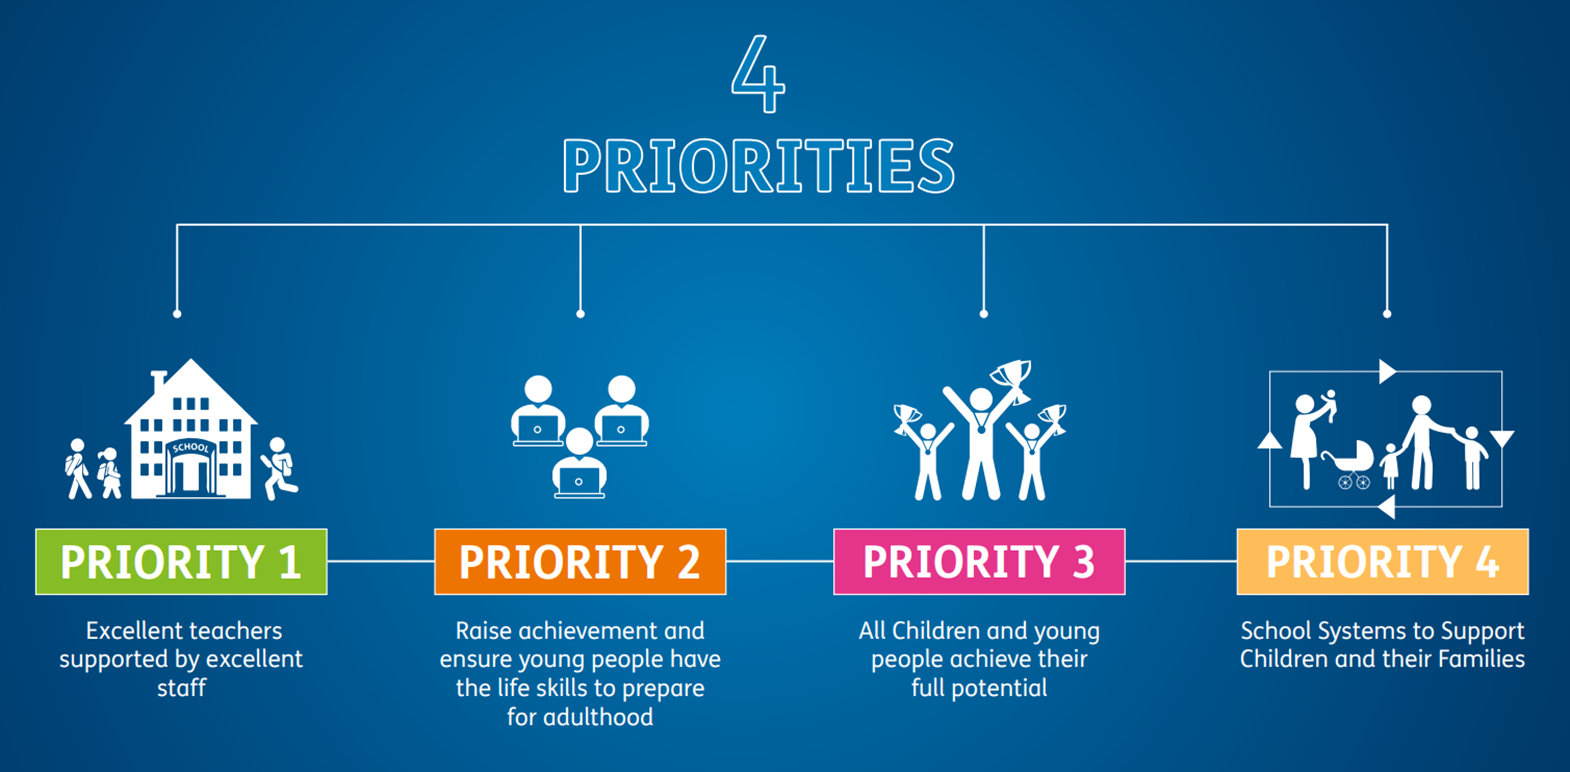 4
PRIORITIES
SCHOOL
PRIORITY 1
Excellent teachers
supported by excellent
staff
PRIORITY 2
Raise achievement and
ensure young people have
the life skills to prepare
for adulthood
PRIORITY 3
All Children and young
people achieve their
full potential
PRIORITY 4
School Systems to Support
Children and their Families